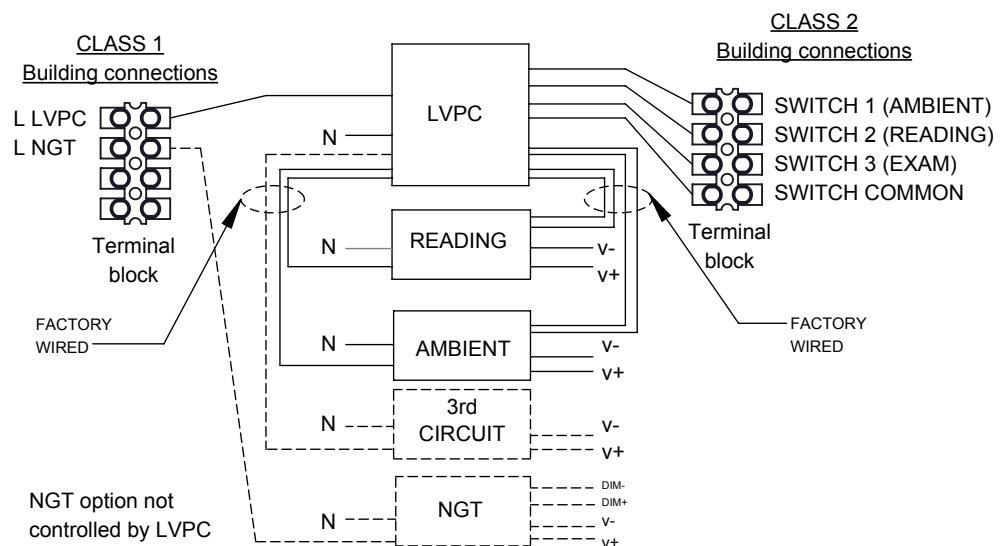 CLASS 1
Building connections
CLASS 2
Building connections
L LVPC
L NGT
Terminal
block
LVPC
N
SWITCH 1 (AMBIENT)
SWITCH 2 (READING)
SWITCH 3 (EXAM)
SWITCH COMMON
Terminal
block
N
READING
v-
v+
FACTORY
WIRED
FACTORY
WIRED
N
AMBIENT
v-
v+
N
3rd
CIRCUIT
v-
v+
NGT option not
controlled by LVPC
N
NGT
DIM-
DIM+
v-
v+